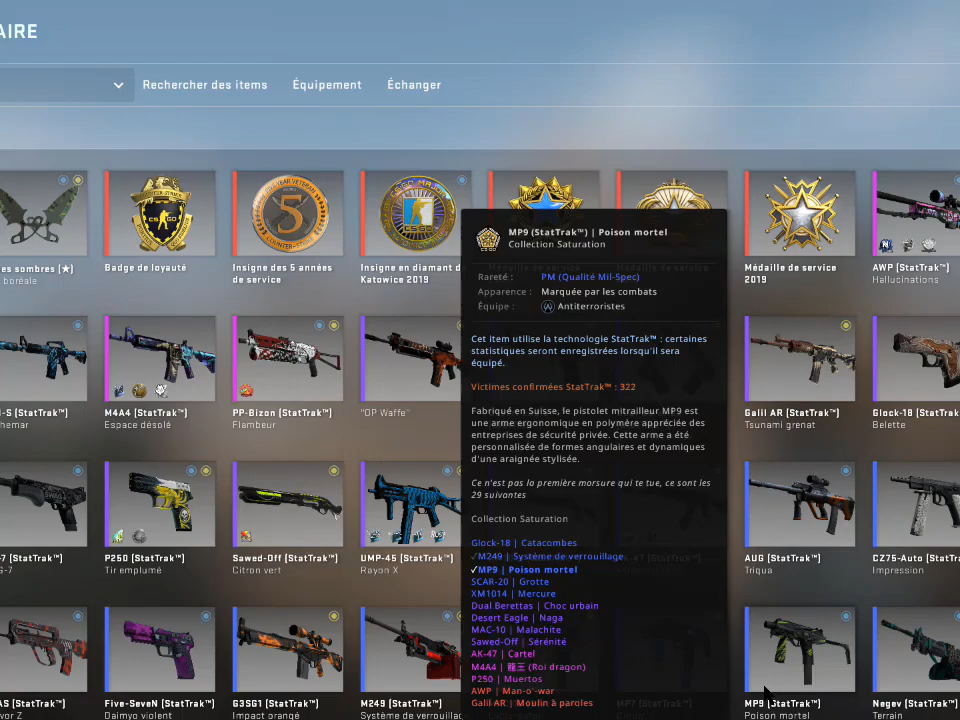 AIRE
Rechercher des items
Équipement
Échanger
Badge de loyauté
Insigne des 5 années
de service
Insigne en diamant d
Katowice 2019
Médaille de service
2019
AWP (StatTrak™)
Hallucinations
es sombres (★)
boréale
MP9 (StatTrak™) | Poison mortel
Collection Saturation
Rareté : PM (Qualité Mil-Spec)
Apparence : Marquée par les combats
Équipe : Antiterroristes
Cet item utilise la technologie StatTrak™ : certaines
statistiques seront enregistrées lorsqu'il sera
équipé.
Victimes confirmées StatTrak™ : 322
Fabriqué en Suisse, le pistolet mitrailleur MP9 est
une arme ergonomique en polymère appréciée des
entreprises de sécurité privée. Cette arme a été
personnalisée de formes angulaires et dynamiques
d'une araignée stylisée.
Ce n'est pas la première morsure qui te tue, ce sont les
29 suivantes
Collection Saturation
Glock-18 | Catacombes
✓M249 | Système de verrouillage
✓MP9 | Poison mortel
SCAR-20 | Grotte
XM1014 | Mercure
Dual Berettas | Choc urbain
Desert Eagle | Naga
MAC-10 | Malachite
Sawed-Off | Sérénité
AK-47 | Cartel
M4A4 | 龍王 (Roi dragon)
P250 | Muertos
AWP | Man-o'-war
Galil AR | Moulin à paroles
-S (StatTrak™)
hemar
M4A4 (StatTrak™)
Espace désolé
PP-Bizon (StatTrak™)
Flambeur
"OP Waffe"
Galil AR (StatTrak™)
Tsunami grenat
Glock-18 (StatTrak™)
Belette
-7 (StatTrak™)
G-7
P250 (StatTrak™)
Tir emplumé
Sawed-Off (StatTrak™)
Citron vert
UMP-45 (StatTrak™)
Rayon X
AUG (StatTrak™)
Triqua
CZ75-Auto (StatTrak™)
Impression
AS (StatTrak™)
or Z
Five-SeveN (StatTrak™)
Daimyo violent
G3SG1 (StatTrak™)
Impact orangé
M249 (StatTrak™)
Système de verrouillac
MP9 (StatTrak™)
Poison mortel
Negev (StatTrak™)
Terrain